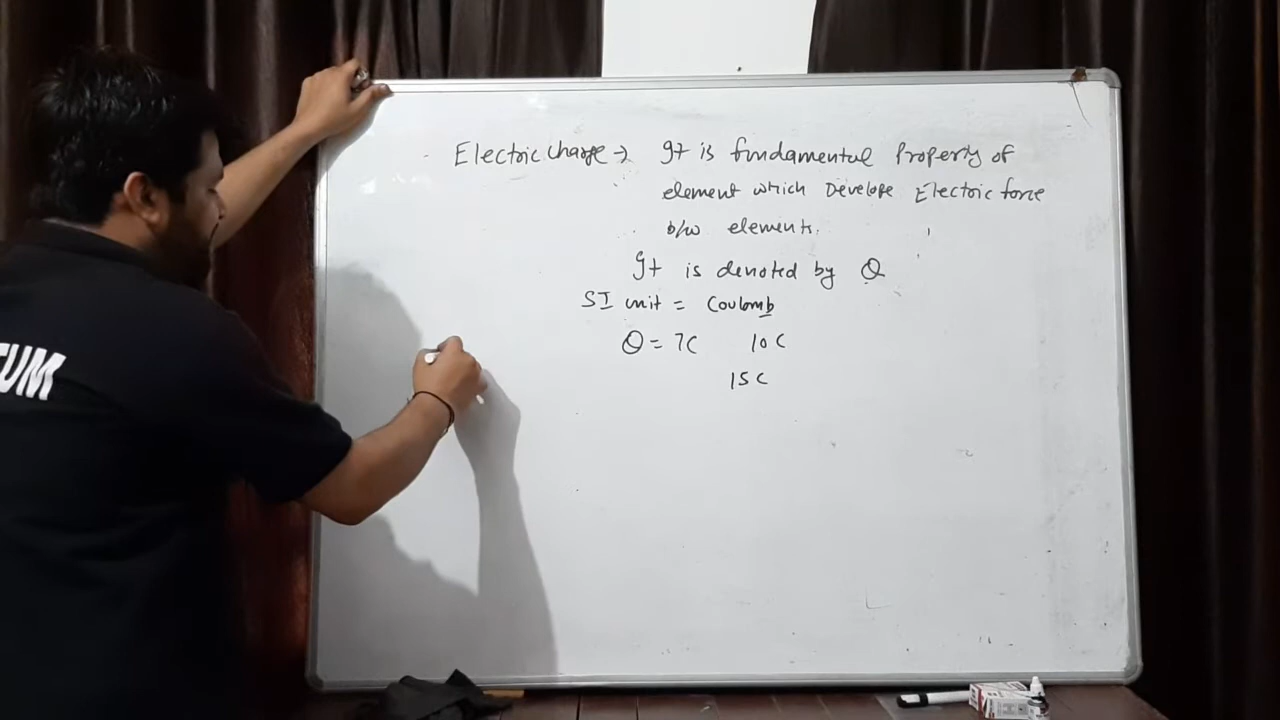 Electric Charge → It is fundamental Property of
element which Develope Electric force
b/w elements.
It is denoted by Q
SI unit = Coulomb
Q = 7C 10C
15C
TUM